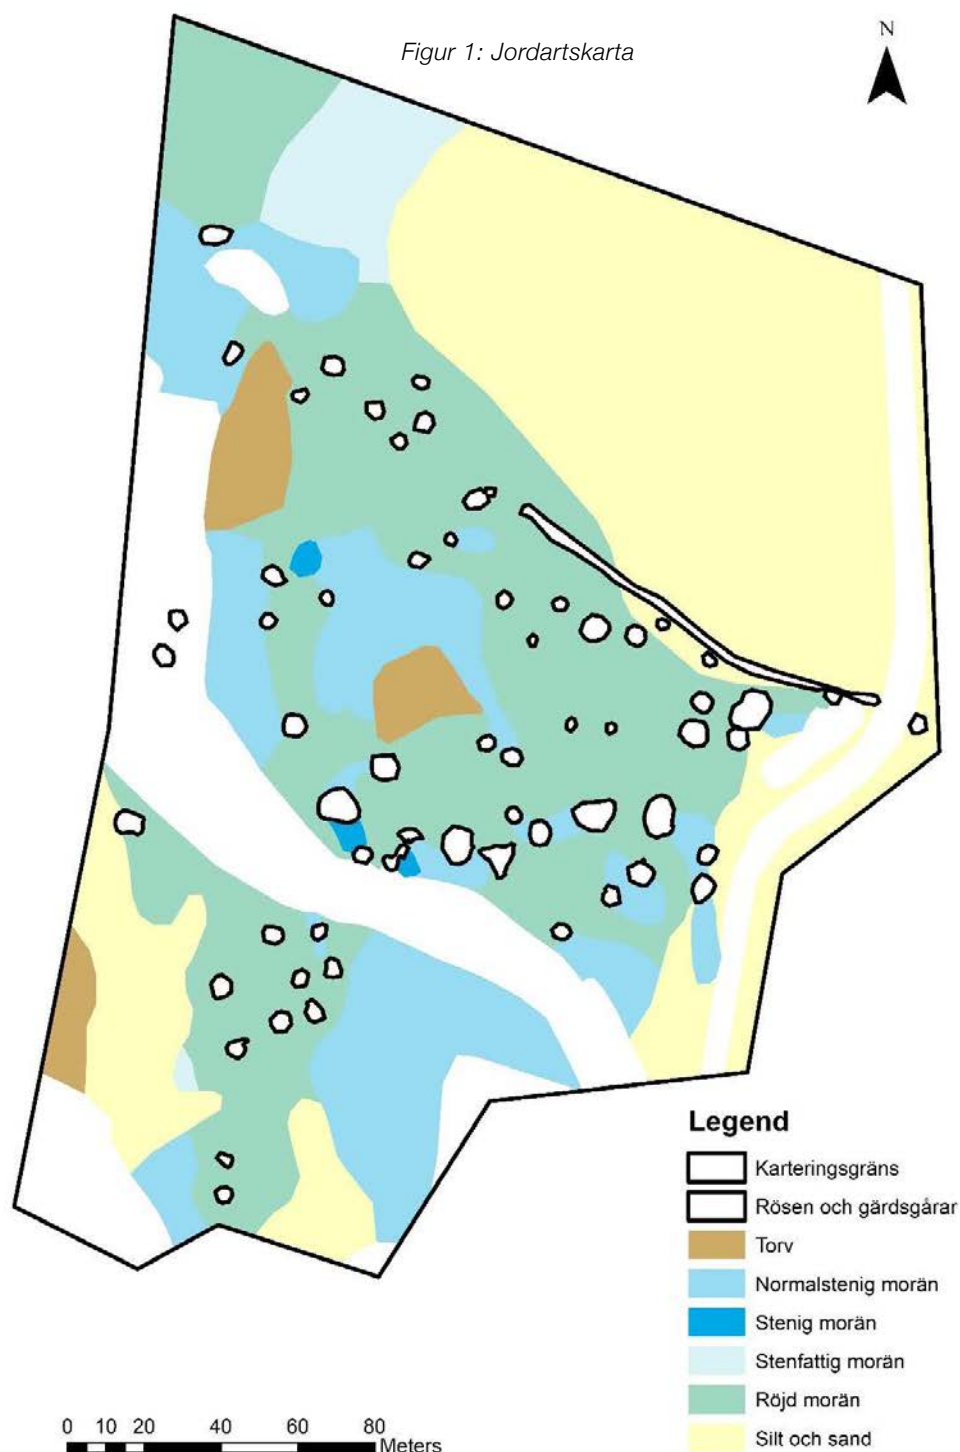 Figur 1: Jordartskarta
N
Legend
Karteringsgräns
Rösen och gärdsgårar
Torv
Normalstenig morän
Stenig morän
Stenfattig morän
Röjd morän
Silt och sand
0 10 20 40 60 80
Meters